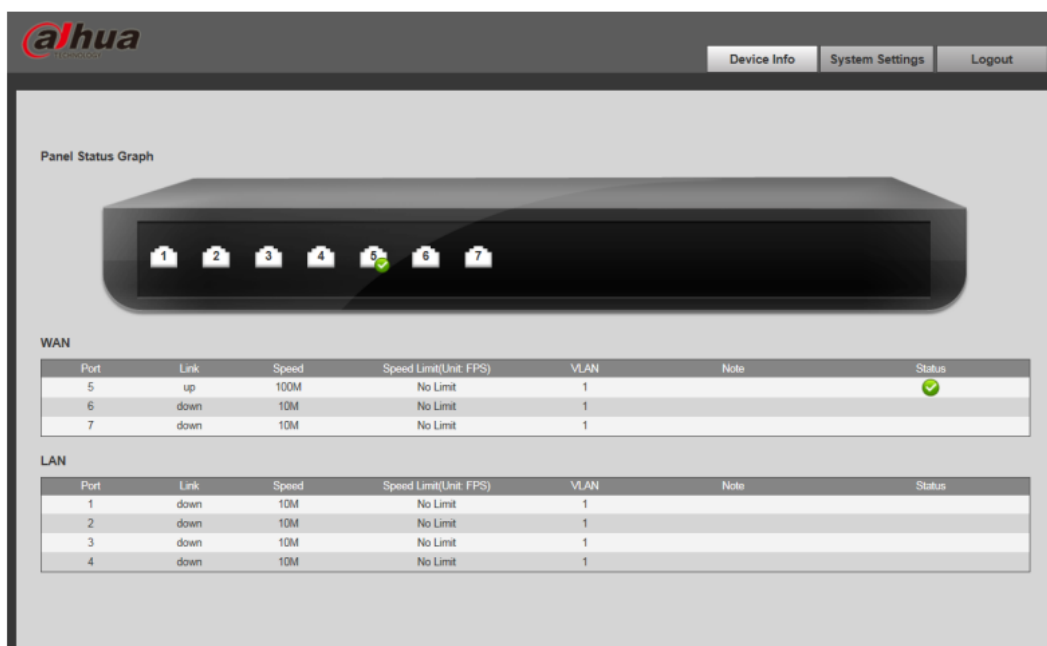 alhua
TECHNOLOGY
Device Info System Settings Logout
Panel Status Graph
1 2 3 4 5 6 7
WAN
Port Link Speed Speed Limit(Unit: FPS) VLAN Note Status
5 up 100M No Limit 1
6 down 10M No Limit 1
7 down 10M No Limit 1
LAN
Port Link Speed Speed Limit(Unit: FPS) VLAN Note Status
1 down 10M No Limit 1
2 down 10M No Limit 1
3 down 10M No Limit 1
4 down 10M No Limit 1